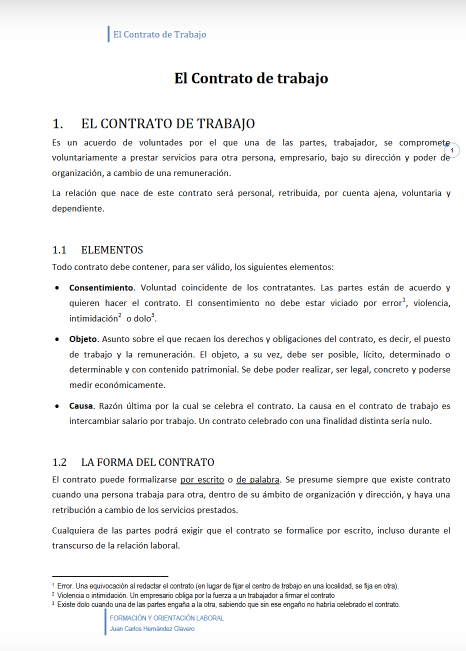 El Contrato de Trabajo
El Contrato de trabajo
1. EL CONTRATO DE TRABAJO
Es un acuerdo de voluntades por el que una de las partes, trabajador, se compromete
voluntariamente a prestar servicios para otra persona, empresario, bajo su dirección y poder de
organización, a cambio de una remuneración.
1
La relación que nace de este contrato será personal, retribuida, por cuenta ajena, voluntaria y
dependiente.
1.1 ELEMENTOS
Todo contrato debe contener, para ser válido, los siguientes elementos:
• Consentimiento. Voluntad coincidente de los contratantes. Las partes están de acuerdo y
quieren hacer el contrato. El consentimiento no debe estar viciado por error¹, violencia,
intimidación² o dolo³.
• Objeto. Asunto sobre el que recaen los derechos y obligaciones del contrato, es decir, el puesto
de trabajo y la remuneración. El objeto, a su vez, debe ser posible, lícito, determinado o
determinable y con contenido patrimonial. Se debe poder realizar, ser legal, concreto y poderse
medir económicamente.
• Causa. Razón última por la cual se celebra el contrato. La causa en el contrato de trabajo es
intercambiar salario por trabajo. Un contrato celebrado con una finalidad distinta sería nulo.
1.2 LA FORMA DEL CONTRATO
El contrato puede formalizarse por escrito o de palabra. Se presume siempre que existe contrato
cuando una persona trabaja para otra, dentro de su ámbito de organización y dirección, y haya una
retribución a cambio de los servicios prestados.
Cualquiera de las partes podrá exigir que el contrato se formalice por escrito, incluso durante el
transcurso de la relación laboral.
¹ Error. Una equivocación al redactar el contrato (en lugar de fijar el centro de trabajo en una localidad, se fija en otra).
² Violencia o intimidación. Un empresario obliga por la fuerza a un trabajador a firmar el contrato
³ Existe dolo cuando una de las partes engaña a la otra, sabiendo que sin ese engaño no habría celebrado el contrato.
FORMACIÓN Y ORIENTACIÓN LABORAL
Juan Carlos Hernández Clavero